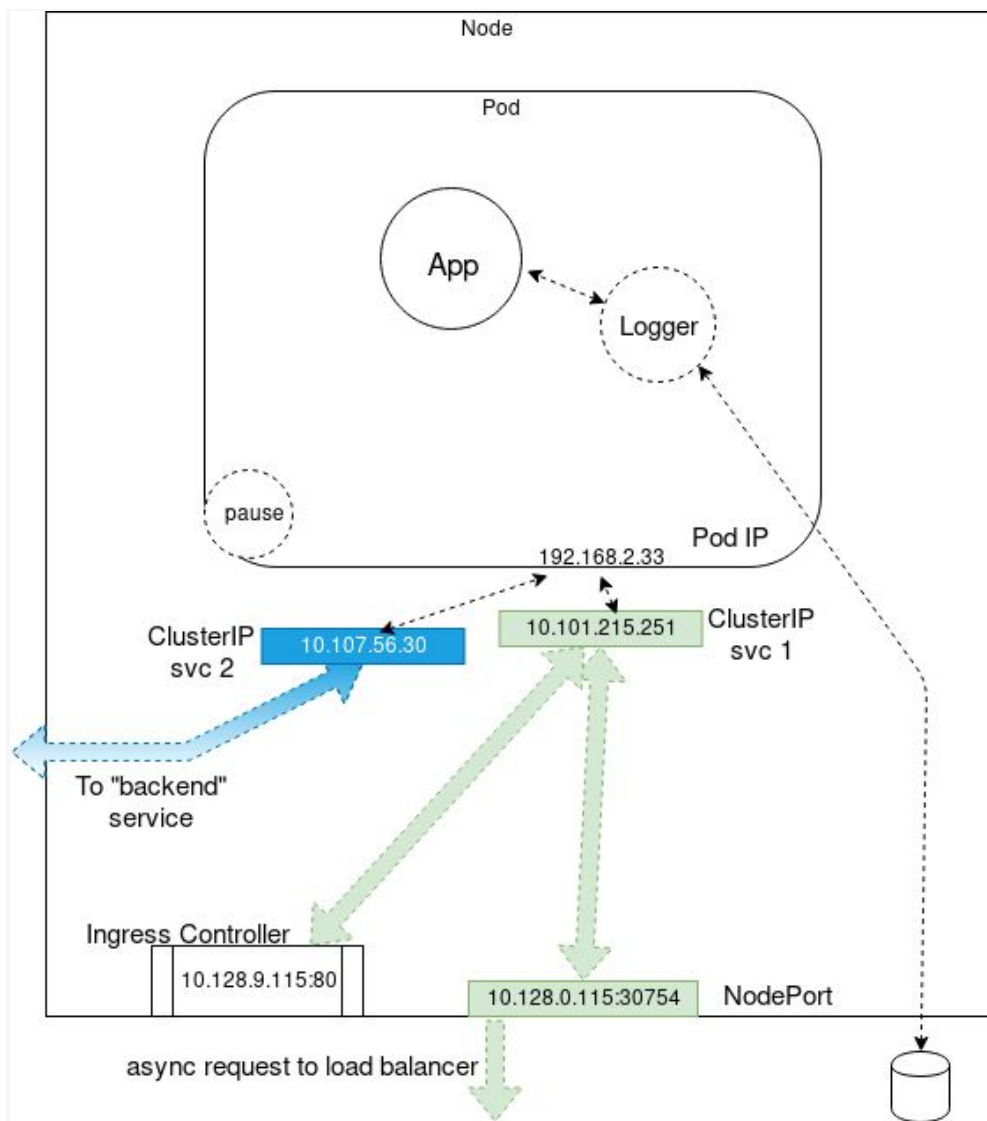 Node
Pod
App
Logger
pause
Pod IP
192.168.2.33
ClusterIP
svc 2
10.107.56.30
10.101.215.251
ClusterIP
svc 1
To "backend"
service
Ingress Controller
10.128.9.115:80
10.128.0.115:30754
NodePort
async request to load balancer